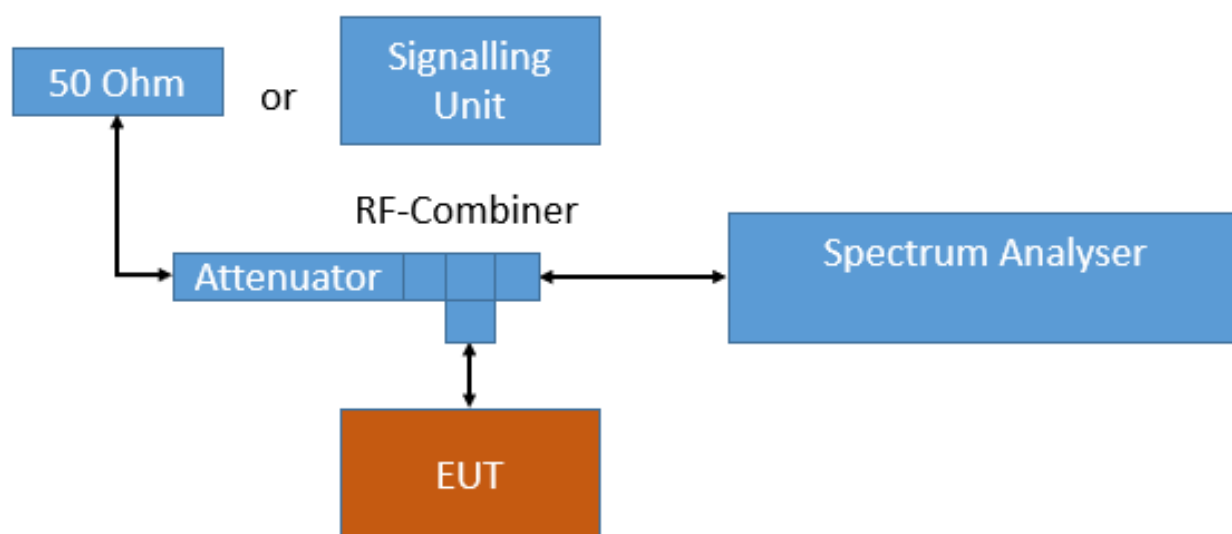 50 Ohm
or
Signalling
Unit
RF-Combiner
Attenuator
Spectrum Analyser
EUT